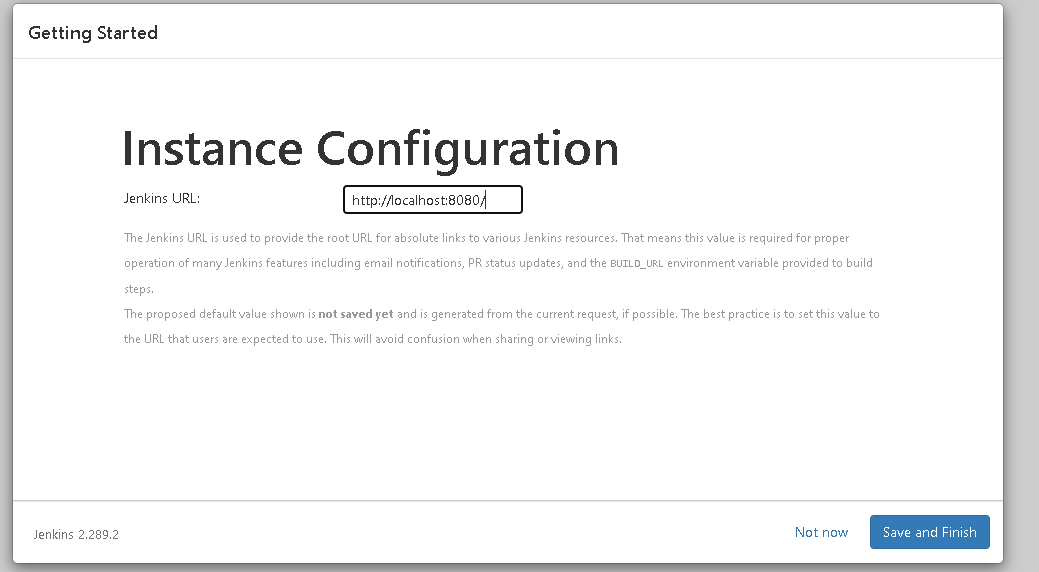 Getting Started
Instance Configuration
Jenkins URL:
http://localhost:8080/
The Jenkins URL is used to provide the root URL for absolute links to various Jenkins resources. That means this value is required for proper
operation of many Jenkins features including email notifications, PR status updates, and the BUILD_URL environment variable provided to build
steps.
The proposed default value shown is not saved yet and is generated from the current request, if possible. The best practice is to set this value to
the URL that users are expected to use. This will avoid confusion when sharing or viewing links.
Jenkins 2.289.2
Not now
Save and Finish